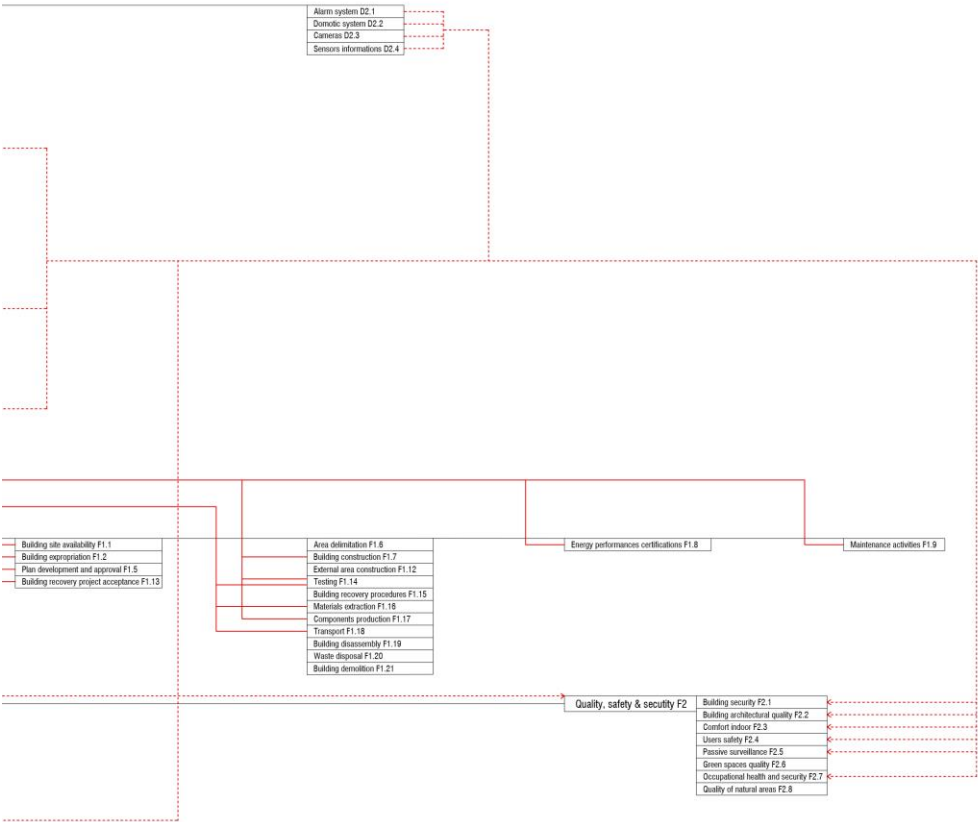 Alarm system D2.1
Domotic system D2.2
Cameras D2.3
Sensors informations D2.4
Building site availability F1.1
Building expropriation F1.2
Plan development and approval F1.5
Building recovery project acceptance F1.13
Area delimitation F1.6
Building construction F1.7
External area construction F1.12
Testing F1.14
Building recovery procedures F1.15
Materials extraction F1.16
Components production F1.17
Transport F1.18
Building disassembly F1.19
Waste disposal F1.20
Building demolition F1.21
Energy performances certifications F1.8
Maintenance activities F1.9
Quality, safety & secutity F2
Building security F2.1
Building architectural quality F2.2
Comfort indoor F2.3
Users safety F2.4
Passive surveillance F2.5
Green spaces quality F2.6
Occupational health and security F2.7
Quality of natural areas F2.8